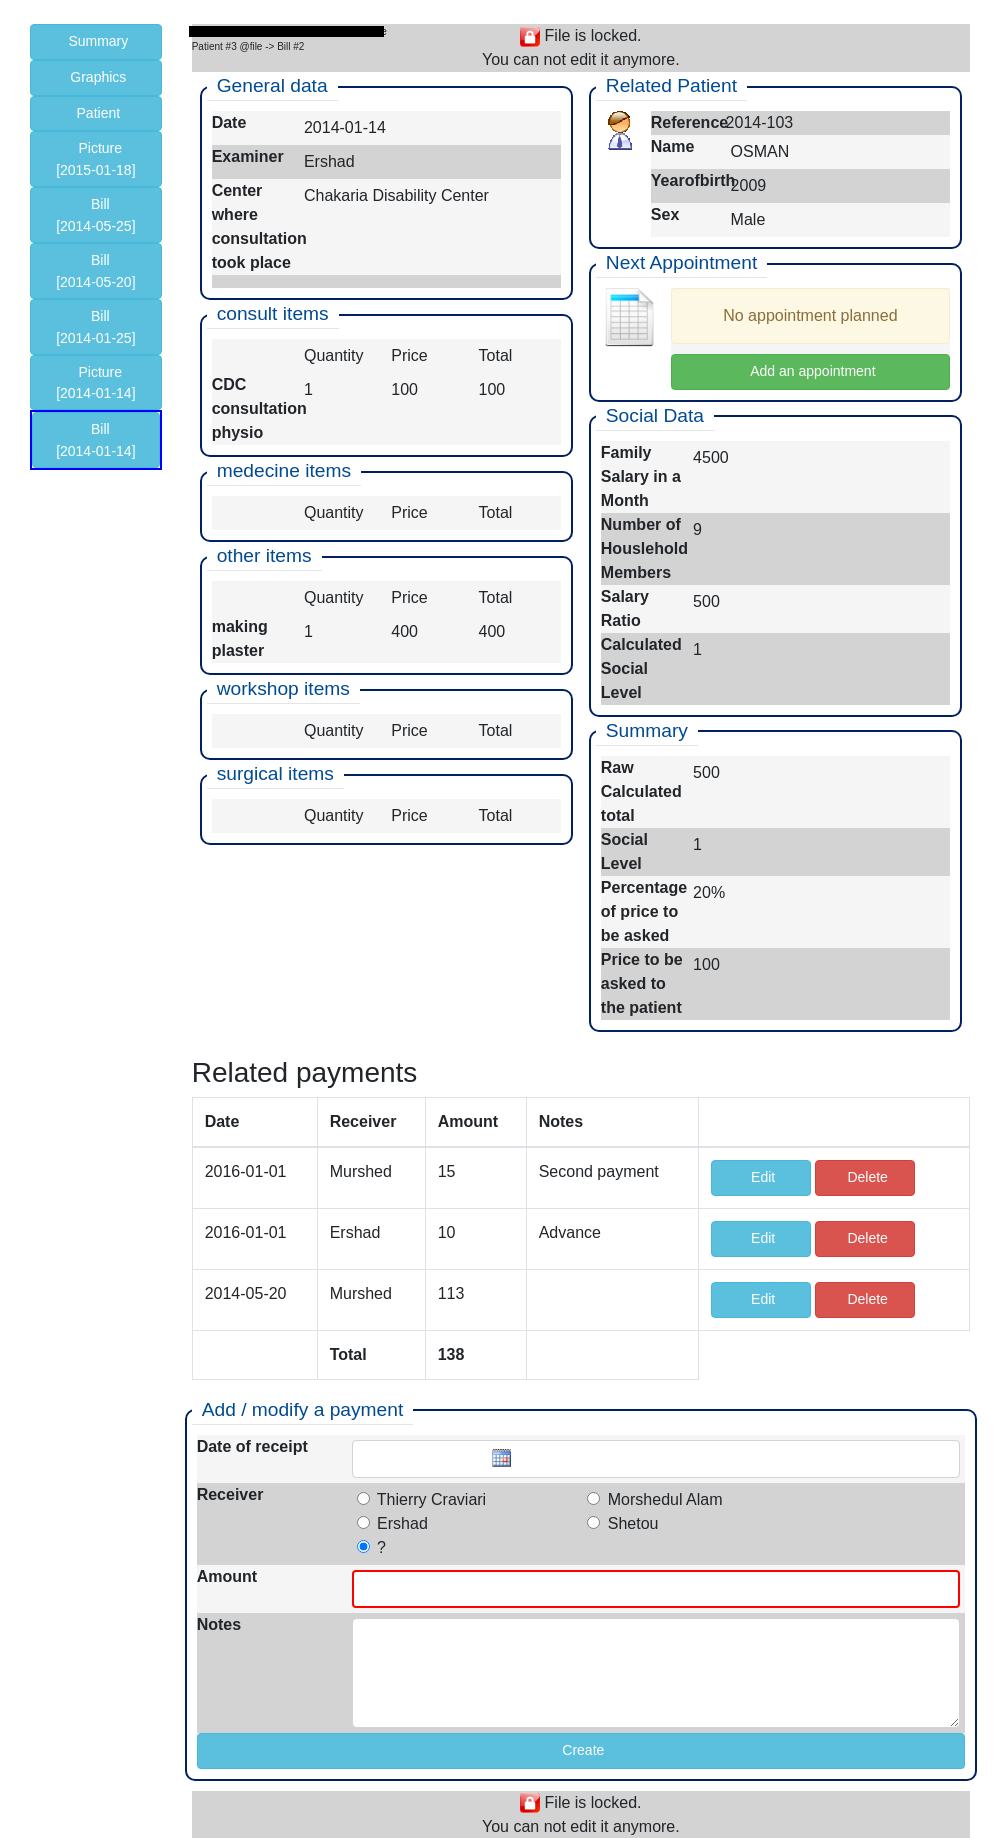 Summary
Graphics
Patient
Picture
[2015-01-18]
Bill
[2014-05-25]
Bill
[2014-05-20]
Bill
[2014-01-25]
Picture
[2014-01-14]
Bill
[2014-01-14]
Patient #3 @file -> Bill #2
File is locked.
You can not edit it anymore.
General data
Date 2014-01-14
Examiner Ershad
Center Chakaria Disability Center
where
consultation
took place
consult items
Quantity Price Total
CDC 1 100 100
consultation
physio
medecine items
Quantity Price Total
other items
Quantity Price Total
making 1 400 400
plaster
workshop items
Quantity Price Total
surgical items
Quantity Price Total
Related Patient
Reference 2014-103
Name OSMAN
Yearofbirth 2009
Sex Male
Next Appointment
No appointment planned
Add an appointment
Social Data
Family 4500
Salary in a
Month
Number of 9
Houslehold
Members
Salary 500
Ratio
Calculated 1
Social
Level
Summary
Raw 500
Calculated
total
Social 1
Level
Percentage 20%
of price to
be asked
Price to be 100
asked to
the patient
Related payments
Date Receiver Amount Notes
2016-01-01 Murshed 15 Second payment Edit Delete
2016-01-01 Ershad 10 Advance Edit Delete
2014-05-20 Murshed 113 Edit Delete
Total 138
Add / modify a payment
Date of receipt
Receiver Thierry Craviari Morshedul Alam
Ershad Shetou
?
Amount
Notes
Create
File is locked.
You can not edit it anymore.